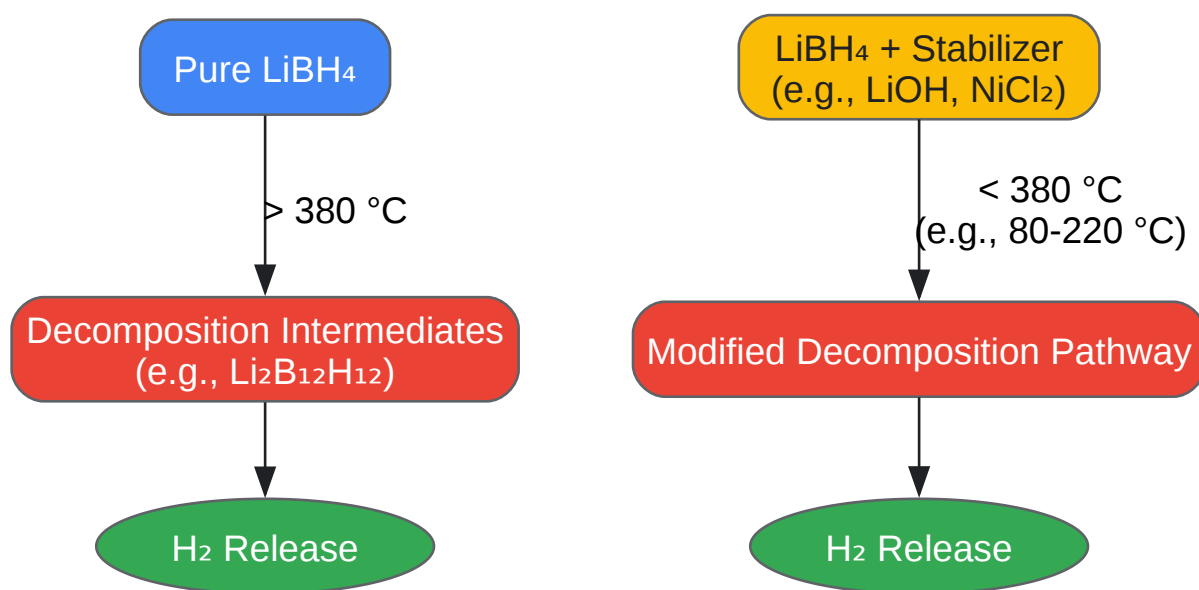 Pure LiBH₄
> 380 °C
Decomposition Intermediates
(e.g., Li₂B₁₂H₁₂)
H₂ Release
LiBH₄ + Stabilizer
(e.g., LiOH, NiCl₂)
< 380 °C
(e.g., 80-220 °C)
Modified Decomposition Pathway
H₂ Release